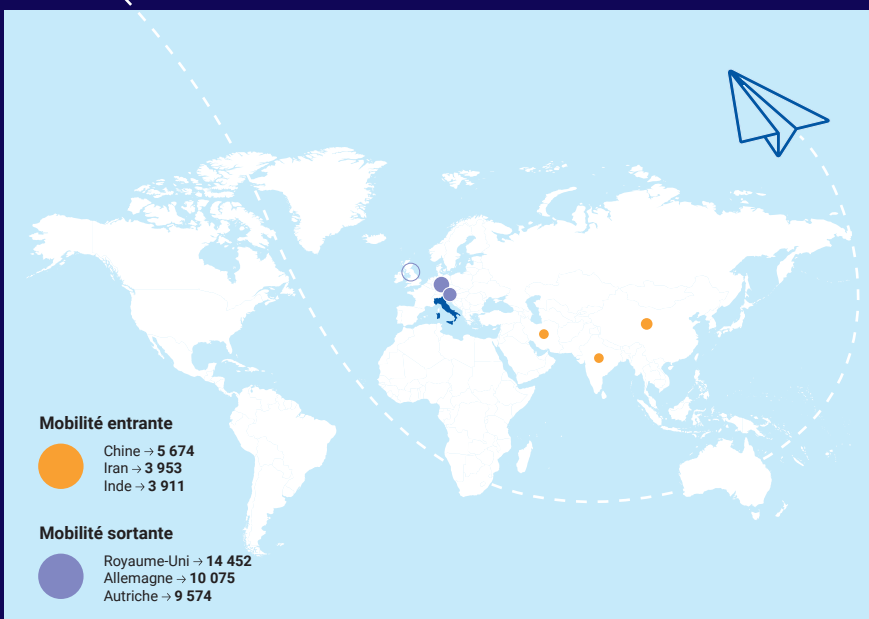 Mobilité entrante
Chine → 5 674
Iran → 3 953
Inde → 3 911
Mobilité sortante
Royaume-Uni → 14 452
Allemagne → 10 075
Autriche → 9 574